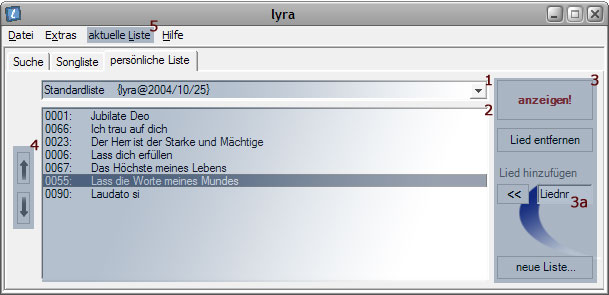 lyra
Datei Extras aktuelle Liste 5 Hilfe
Suche Songliste persönliche Liste
Standardliste {lyra@2004/10/25} 1
2
3
anzeigen!
0001: Jubilate Deo
0066: Ich trau auf dich
0023: Der Herr ist der Starke und Mächtige
0006: Lass dich erfüllen
0067: Das Höchste meines Lebens
0055: Lass die Worte meines Mundes
0090: Laudato si
4
Lied entfernen
Lied hinzufügen
<< Liednr
3a
neue Liste...